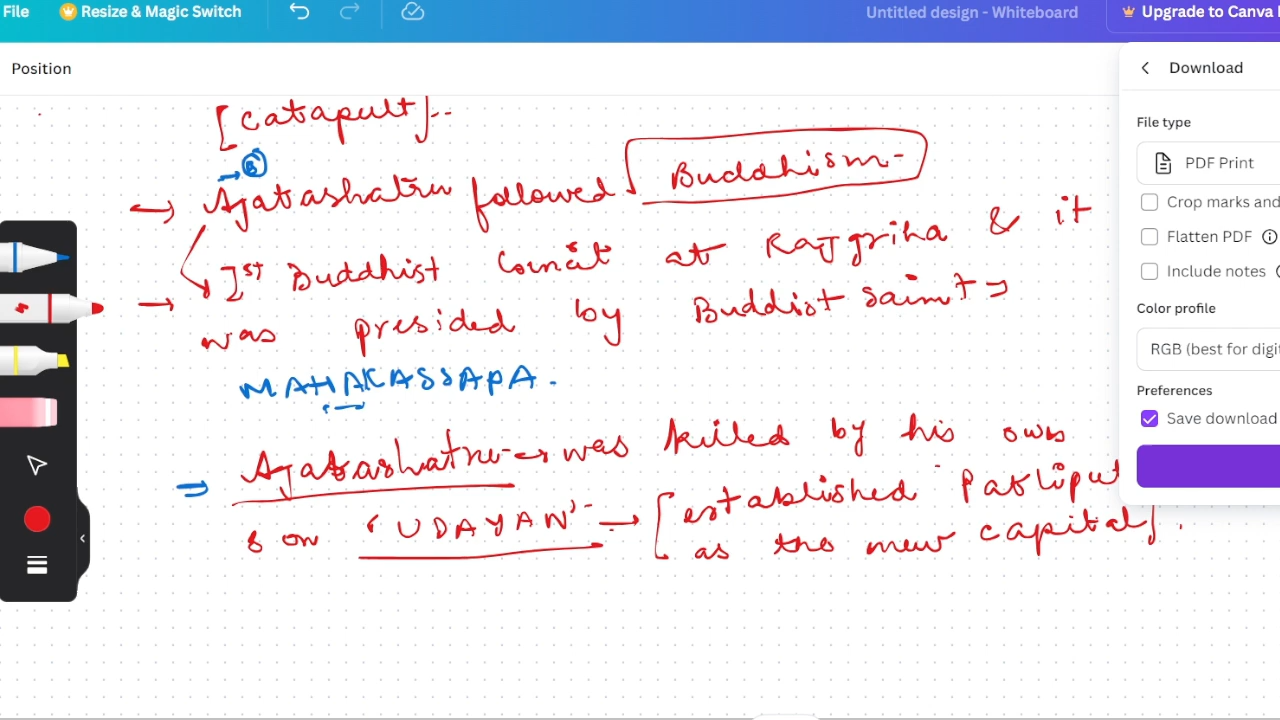 File Resize & Magic Switch Untitled design - Whiteboard Upgrade to Canva
Position
Download
File type
PDF Print
Crop marks and
Flatten PDF
Include notes
Color profile
RGB (best for digi
Preferences
Save download
[catapult]--
B
→ Ajatashatru followed Buddhism-
→ Ist Buddhist Council at Rajgriha & it
was presided by Buddist saint →
MAHAKASSAPA.
⇒ Ajatashatru → was killed by his own
son 'UDAYAN' → [established Patliput
as the new capital].